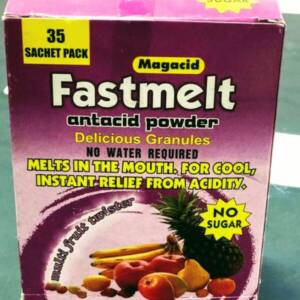 SUGAR
35
SACHET PACK
Magacid
Fastmelt
antacid powder
Delicious Granules
NO WATER REQUIRED
MELTS IN THE MOUTH. FOR COOL,
INSTANT RELIEF FROM ACIDITY.
multi fruit twister
NO
SUGAR